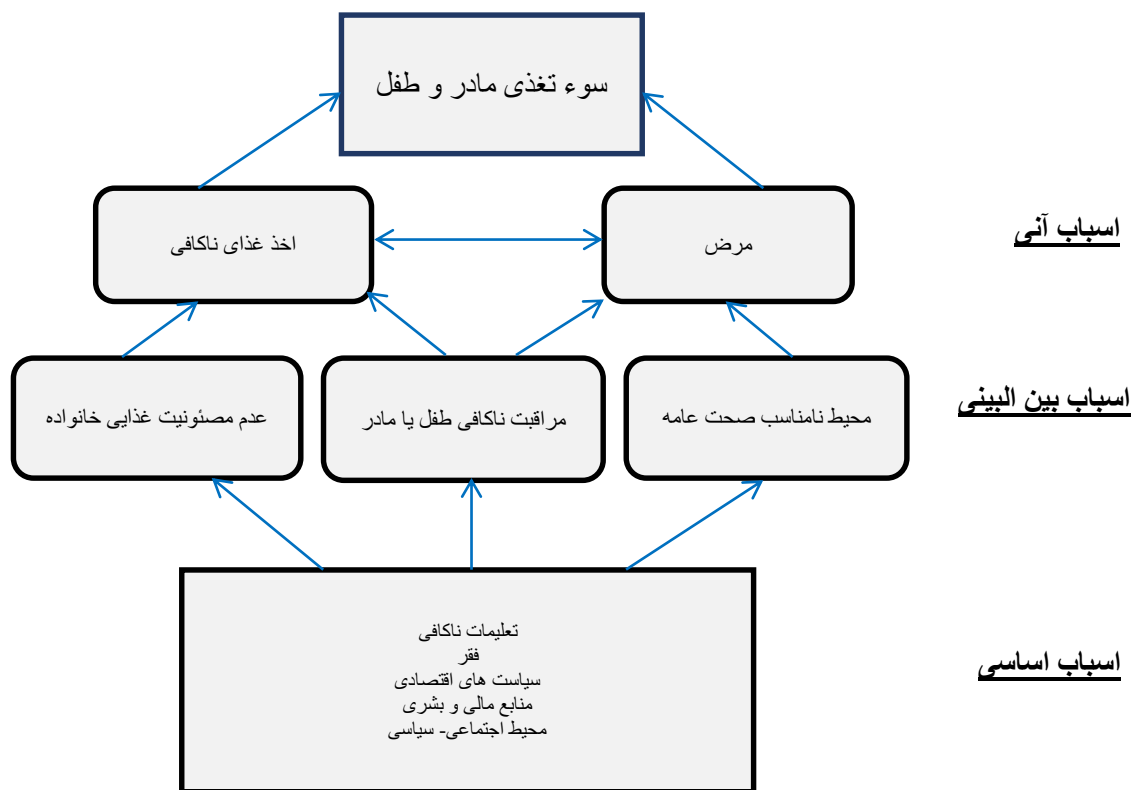 سوء تغذی مادر و طفل
اسباب آنی
مرض
اخذ غذای ناکافی
اسباب بین البینی
محیط نامناسب صحت عامه
مراقبت ناکافی طفل یا مادر
عدم مصئونیت غذایی خانواده
اسباب اساسی
تعلیمات ناکافی
فقر
سیاست های اقتصادی
منابع مالی و بشری
محیط اجتماعی- سیاسی